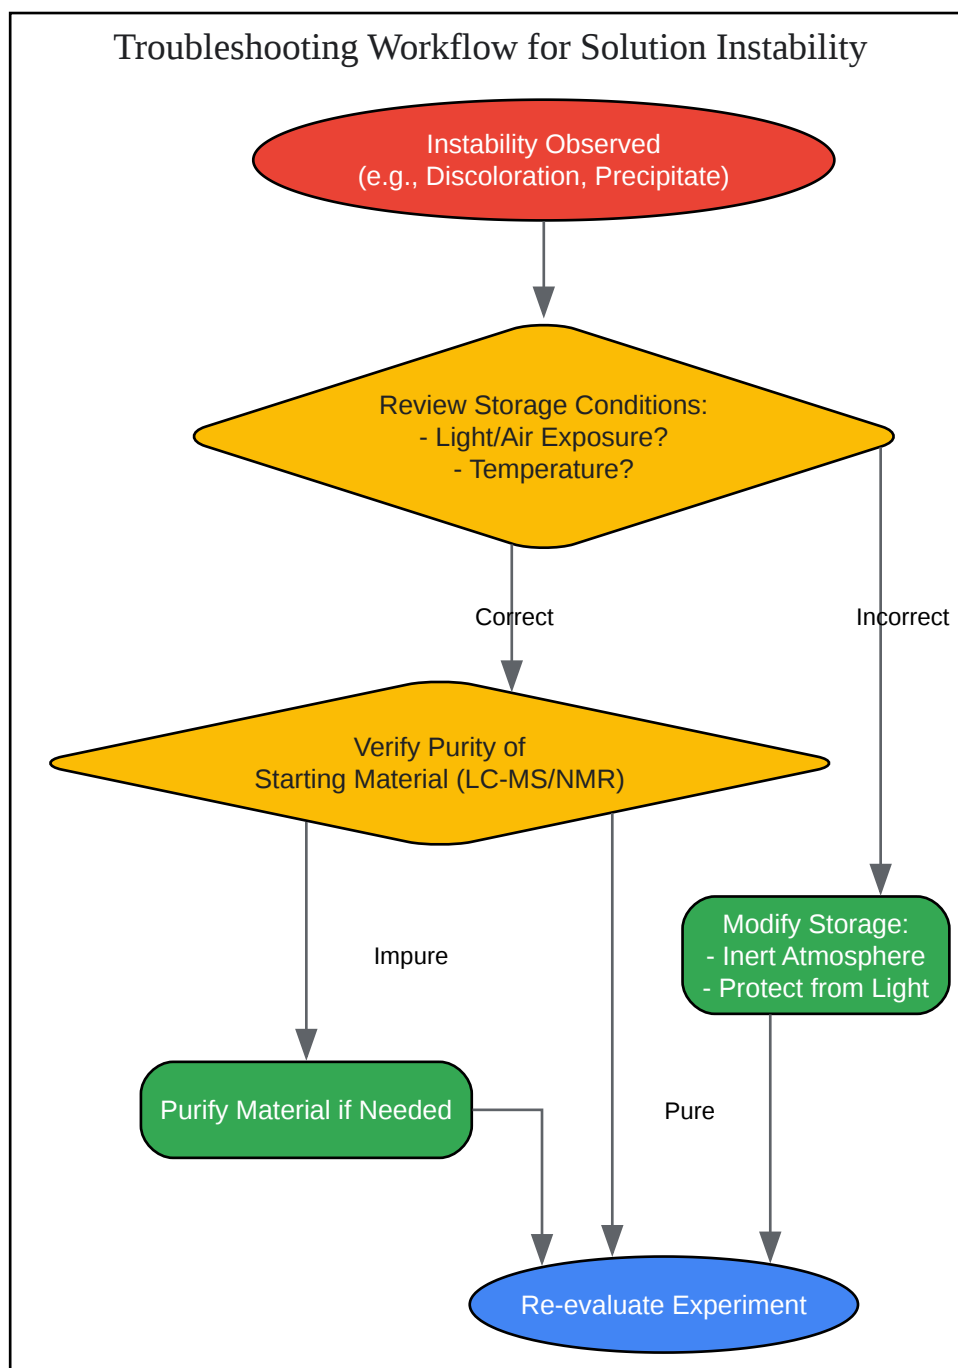 Troubleshooting Workflow for Solution Instability
Instability Observed
(e.g., Discoloration, Precipitate)
Review Storage Conditions:
- Light/Air Exposure?
- Temperature?
Correct
Incorrect
Verify Purity of
Starting Material (LC-MS/NMR)
Modify Storage:
- Inert Atmosphere
- Protect from Light
Impure
Purify Material if Needed
Pure
Re-evaluate Experiment